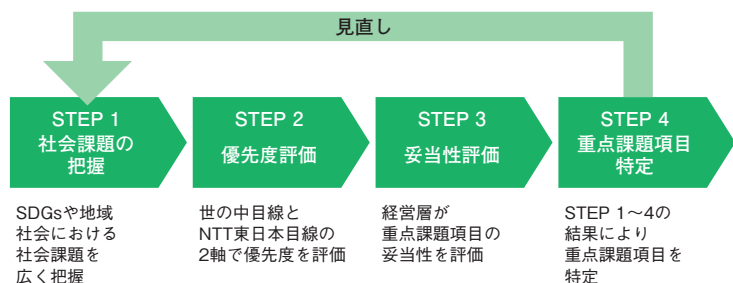 見直し
STEP 1
社会課題の
把握
STEP 2
優先度評価
STEP 3
妥当性評価
STEP 4
重点課題項目
特定
SDGsや地域
社会における
社会課題を
広く把握
世の中目線と
NTT東日本目線の
2軸で優先度を評価
経営層が
重点課題項目の
妥当性を評価
STEP 1〜4の
結果により
重点課題項目を
特定